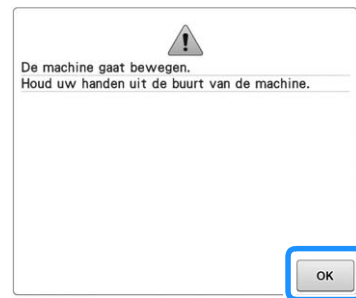 De machine gaat bewegen.
Houd uw handen uit de buurt van de machine.
OK